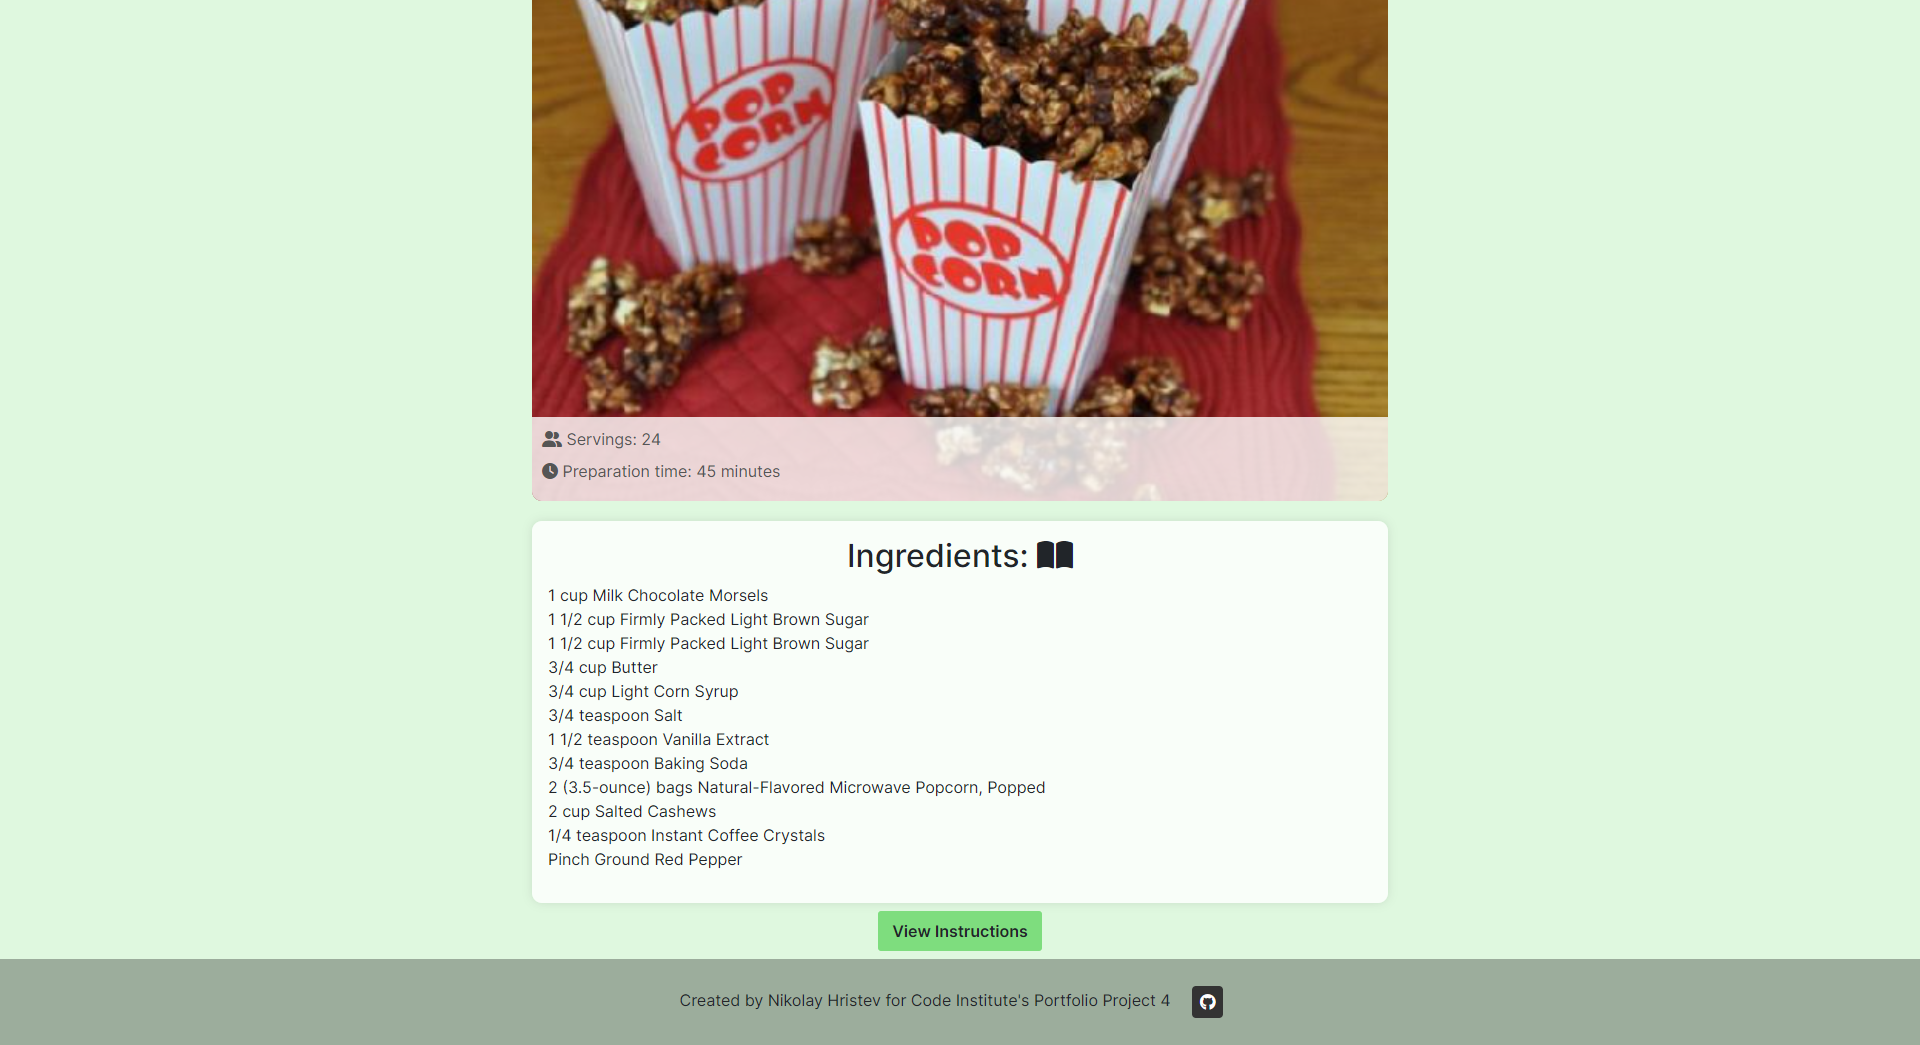 POP
CORN
POP
CORN
Servings: 24
Preparation time: 45 minutes
Ingredients:
1 cup Milk Chocolate Morsels
1 1/2 cup Firmly Packed Light Brown Sugar
1 1/2 cup Firmly Packed Light Brown Sugar
3/4 cup Butter
3/4 cup Light Corn Syrup
3/4 teaspoon Salt
1 1/2 teaspoon Vanilla Extract
3/4 teaspoon Baking Soda
2 (3.5-ounce) bags Natural-Flavored Microwave Popcorn, Popped
2 cup Salted Cashews
1/4 teaspoon Instant Coffee Crystals
Pinch Ground Red Pepper
View Instructions
Created by Nikolay Hristev for Code Institute's Portfolio Project 4